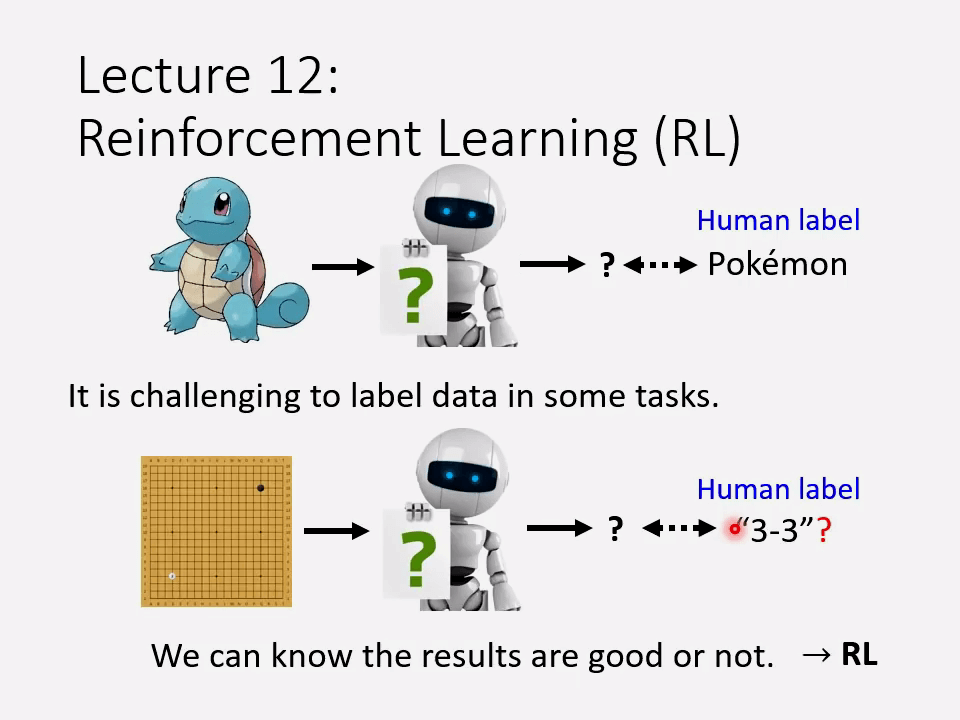 Lecture 12:
Reinforcement Learning (RL)
Human label
?
? Pokémon
It is challenging to label data in some tasks.
Human label
?
? “3-3”?
We can know the results are good or not. → RL